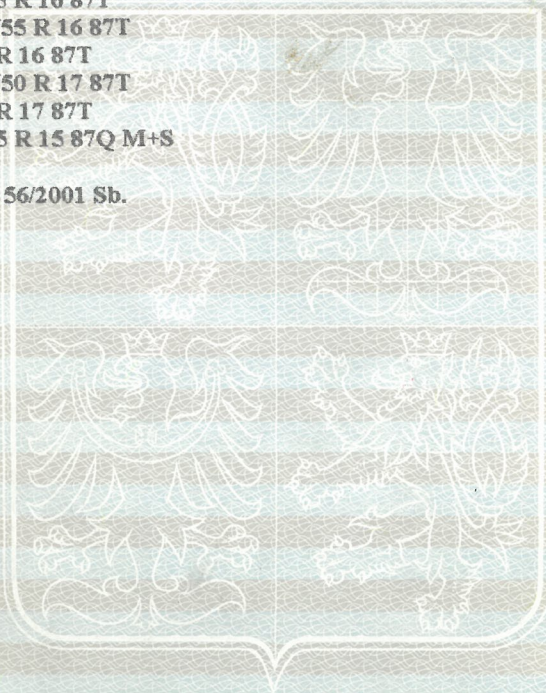 R 16 87T
55 R 16 87T
R 16 87T
50 R 17 87T
R 17 87T
5 R 15 87Q M+S
56/2001 Sb.